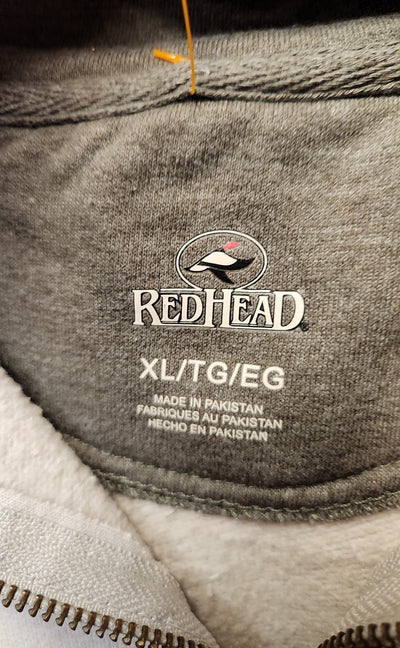 REDHEAD®
XL/TG/EG
MADE IN PAKISTAN
FABRIQUES AU PAKISTAN
HECHO EN PAKISTAN